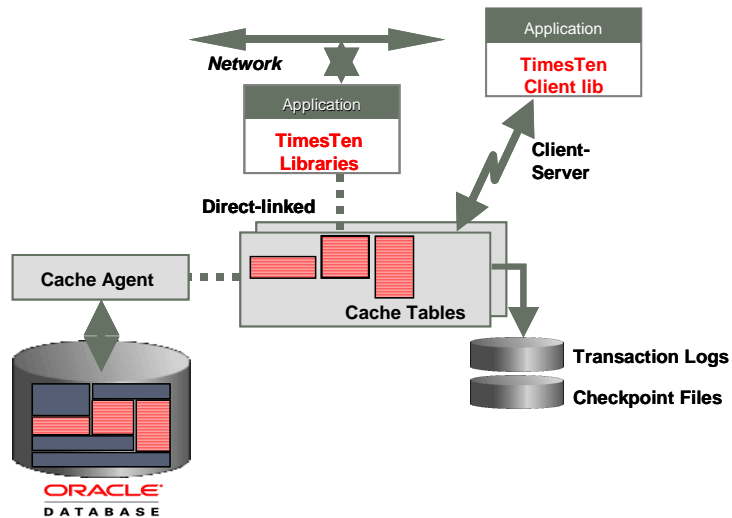 Application
TimesTen
Client lib
Network
Application
TimesTen
Libraries
Client-
Server
Direct-linked
Cache Agent
Cache Tables
Transaction Logs
Checkpoint Files
ORACLE
DATABASE